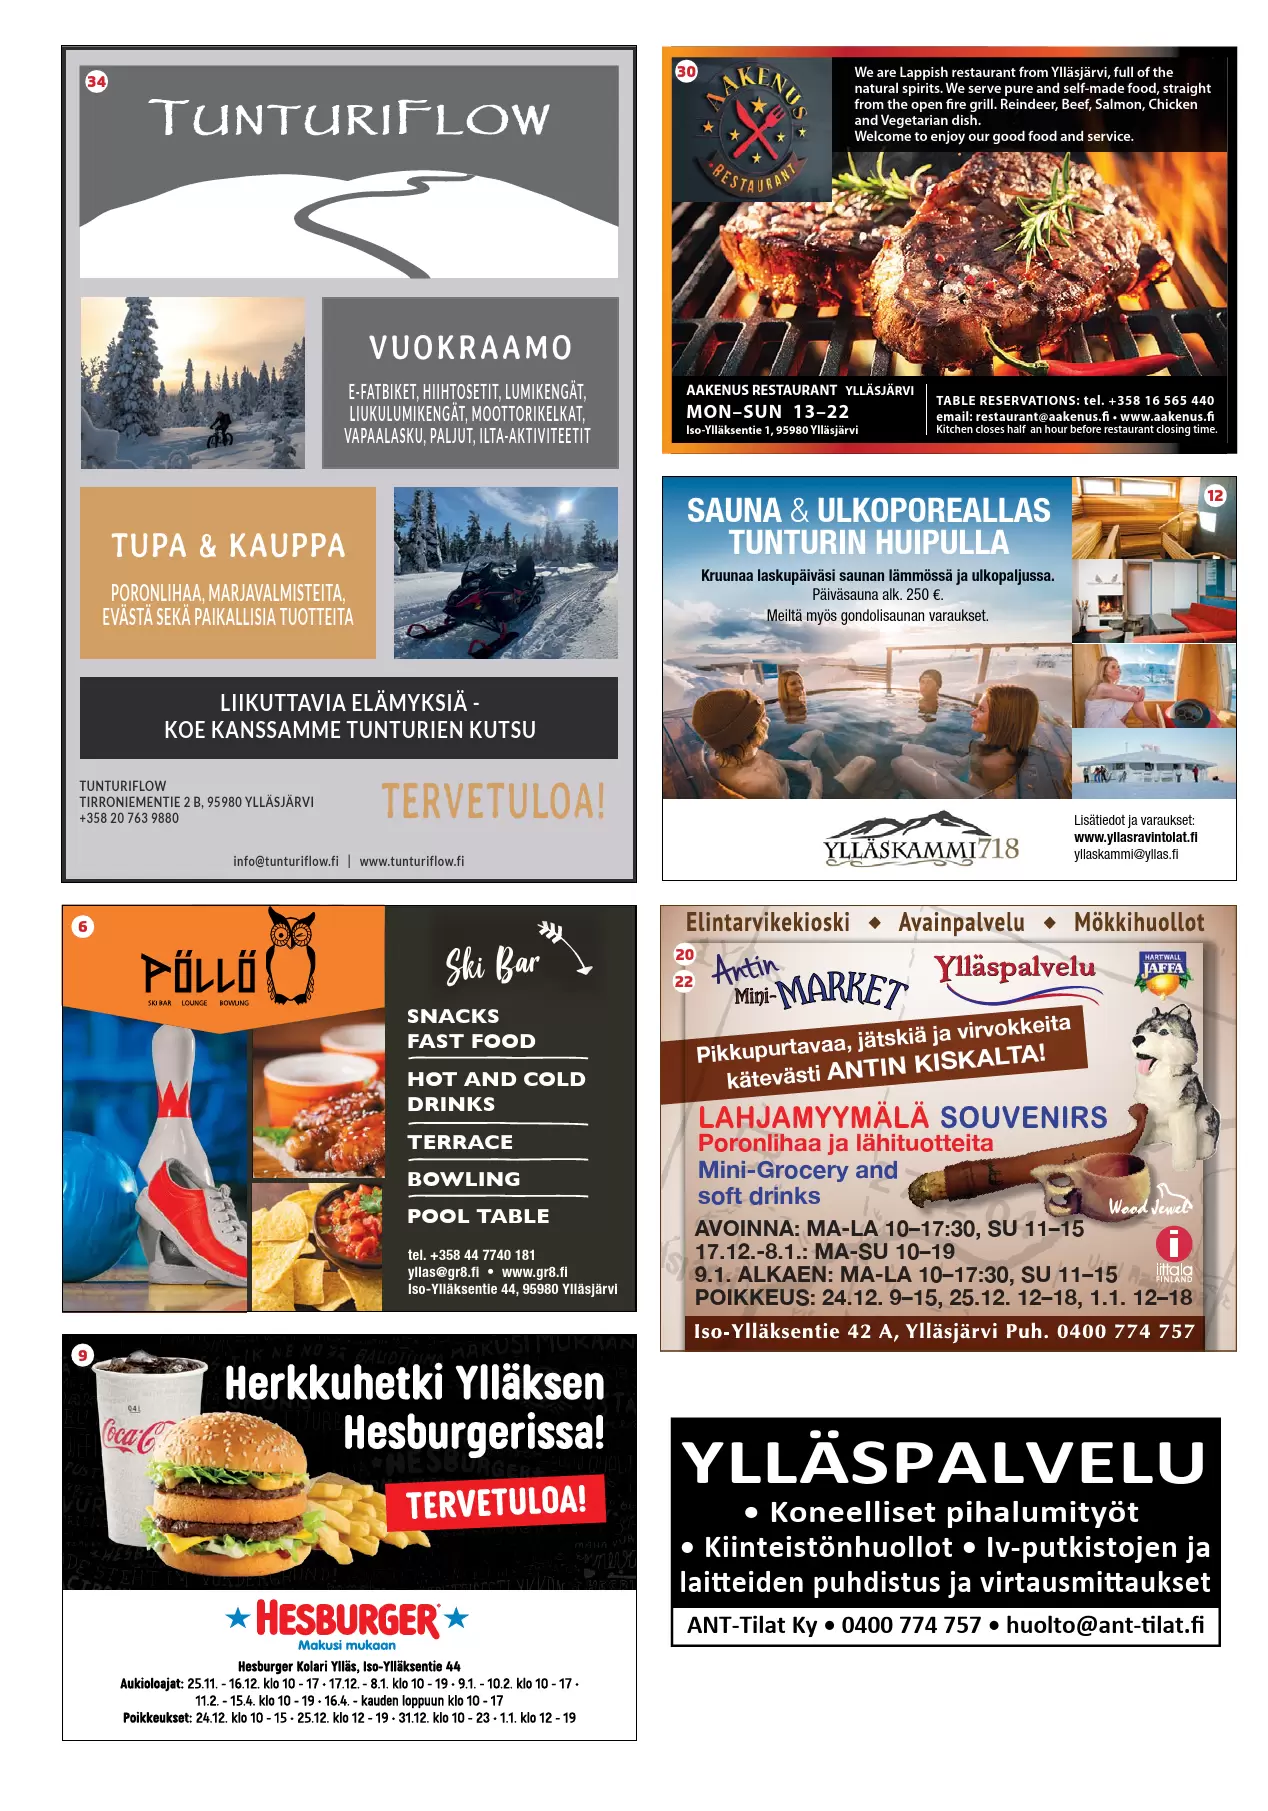 34
TUNTURIFLOW
VUOKRAAMO
E-FATBIKET, HIIHTOSETIT, LUMIKENGÄT,
LIUKULUMIKENGÄT, MOOTTORIKELKAT,
VAPAALASKU, PALJUT, ILTA-AKTIVITEETIT
TUPA & KAUPPA
PORONLIHAA, MARJAVALMISTEITA,
EVÄSTÄ SEKÄ PAIKALLISIA TUOTTEITA
LIIKUTTAVIA ELÄMYKSIÄ -
KOE KANSSAMME TUNTURIEN KUTSU
TUNTURIFLOW
TIRRONIEMENTIE 2 B, 95980 YLLÄSJÄRVI
+358 20 763 9880
TERVETULOA!
info@tunturiflow.fi | www.tunturiflow.fi
30
AAKENUS
RESTAURANT
We are Lappish restaurant from Ylläsjärvi, full of the
natural spirits. We serve pure and self-made food, straight
from the open fire grill. Reindeer, Beef, Salmon, Chicken
and Vegetarian dish.
Welcome to enjoy our good food and service.
AAKENUS RESTAURANT YLLÄSJÄRVI
MON–SUN 13–22
Iso-Ylläksentie 1, 95980 Ylläsjärvi
TABLE RESERVATIONS: tel. +358 16 565 440
email: restaurant@aakenus.fi • www.aakenus.fi
Kitchen closes half an hour before restaurant closing time.
12
SAUNA & ULKOPOREALLAS
TUNTURIN HUIPULLA
Kruunaa laskupäiväsi saunan lämmössä ja ulkopaljussa.
Päiväsauna alk. 250 €.
Meiltä myös gondolisaunan varaukset.
YLLÄSKAMMI718
Lisätiedot ja varaukset:
www.yllasravintolat.fi
yllaskammi@yllas.fi
6
PÖLLÖ
SKI BAR LOUNGE BOWLING
Ski Bar
SNACKS
FAST FOOD
HOT AND COLD
DRINKS
TERRACE
BOWLING
POOL TABLE
tel. +358 44 7740 181
yllas@gr8.fi • www.gr8.fi
Iso-Ylläksentie 44, 95980 Ylläsjärvi
Elintarvikekioski ◆ Avainpalvelu ◆ Mökkihuollot
20
22
Antin
Mini-MARKET
Ylläspalvelu
HARTWALL
JAFFA
Pikkupurtavaa, jätskiä ja virvokkeita
kätevästi ANTIN KISKALTA!
LAHJAMYYMÄLÄ SOUVENIRS
Poronlihaa ja lähituotteita
Mini-Grocery and
soft drinks
Wood Jewel
AVOINNA: MA-LA 10–17:30, SU 11–15
17.12.-8.1.: MA-SU 10–19
9.1. ALKAEN: MA-LA 10–17:30, SU 11–15
POIKKEUS: 24.12. 9–15, 25.12. 12–18, 1.1. 12–18
i
iittala
FINLAND
Iso-Ylläksentie 42 A, Ylläsjärvi Puh. 0400 774 757
9
0,4 l
Coca-C
Herkkuhetki Ylläksen
Hesburgerissa!
TERVETULOA!
HESBURGER
Makusi mukaan
Hesburger Kolari Ylläs, Iso-Ylläksentie 44
Aukioloajat: 25.11. - 16.12. klo 10 - 17 • 17.12. - 8.1. klo 10 - 19 • 9.1. - 10.2. klo 10 - 17 •
11.2. - 15.4. klo 10 - 19 • 16.4. - kauden loppuun klo 10 - 17
Poikkeukset: 24.12. klo 10 - 15 • 25.12. klo 12 - 19 • 31.12. klo 10 - 23 • 1.1. klo 12 - 19
YLLÄSPALVELU
• Koneelliset pihalumityöt
• Kiinteistönhuollot • Iv-putkistojen ja
laitteiden puhdistus ja virtausmittaukset
ANT-Tilat Ky • 0400 774 757 • huolto@ant-tilat.fi